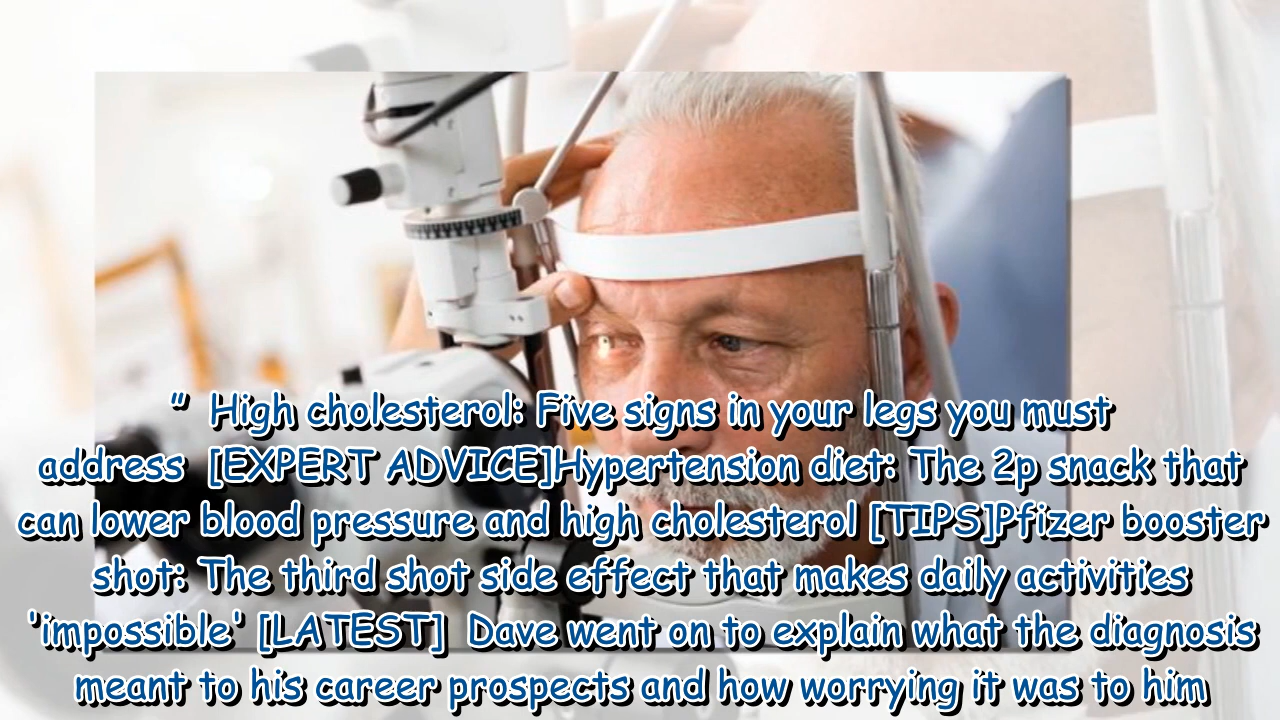 ” High cholesterol: Five signs in your legs you must
address [EXPERT ADVICE]Hypertension diet: The 2p snack that
can lower blood pressure and high cholesterol [TIPS]Pfizer booster
shot: The third shot side effect that makes daily activities
'impossible' [LATEST] Dave went on to explain what the diagnosis
meant to his career prospects and how worrying it was to him